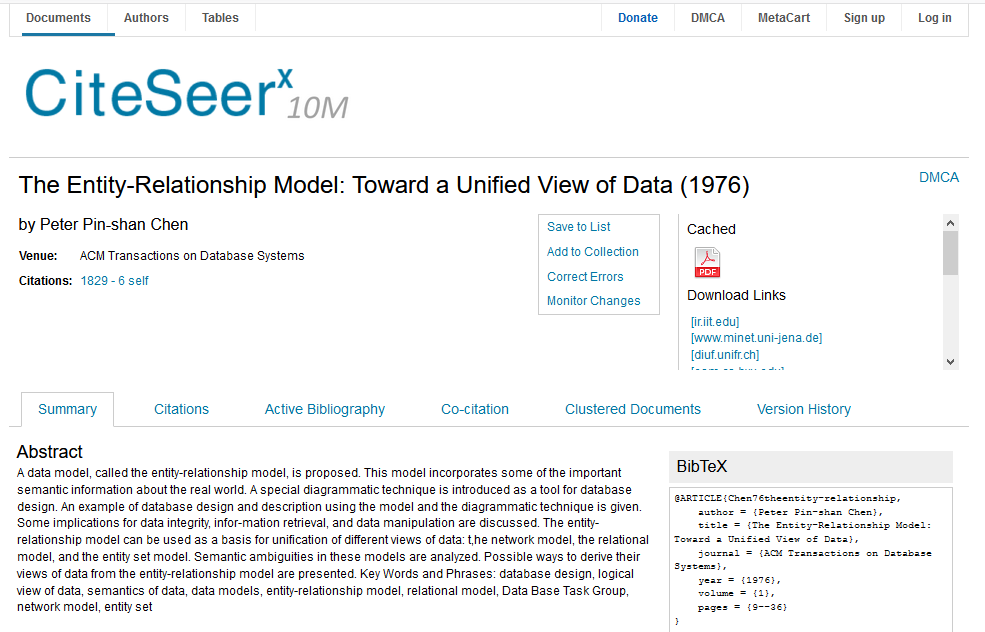 Documents Authors Tables Donate DMCA MetaCart Sign up Log in
CiteSeerx 10M
The Entity-Relationship Model: Toward a Unified View of Data (1976)
DMCA
by Peter Pin-shan Chen
Venue: ACM Transactions on Database Systems
Citations: 1829 - 6 self
Save to List
Add to Collection
Correct Errors
Monitor Changes
Cached
PDF
Download Links
[ir.iit.edu]
[www.minet.uni-jena.de]
[diuf.unifr.ch]
Summary Citations Active Bibliography Co-citation Clustered Documents Version History
Abstract
A data model, called the entity-relationship model, is proposed. This model incorporates some of the important
semantic information about the real world. A special diagrammatic technique is introduced as a tool for database
design. An example of database design and description using the model and the diagrammatic technique is given.
Some implications for data integrity, infor-mation retrieval, and data manipulation are discussed. The entity-
relationship model can be used as a basis for unification of different views of data: t,he network model, the relational
model, and the entity set model. Semantic ambiguities in these models are analyzed. Possible ways to derive their
views of data from the entity-relationship model are presented. Key Words and Phrases: database design, logical
view of data, semantics of data, data models, entity-relationship model, relational model, Data Base Task Group,
network model, entity set
BibTeX
@ARTICLE{Chen76theentity-relationship,
author = {Peter Pin-shan Chen},
title = {The Entity-Relationship Model:
Toward a Unified View of Data},
journal = {ACM Transactions on Database
Systems},
year = {1976},
volume = {1},
pages = {9--36}
}